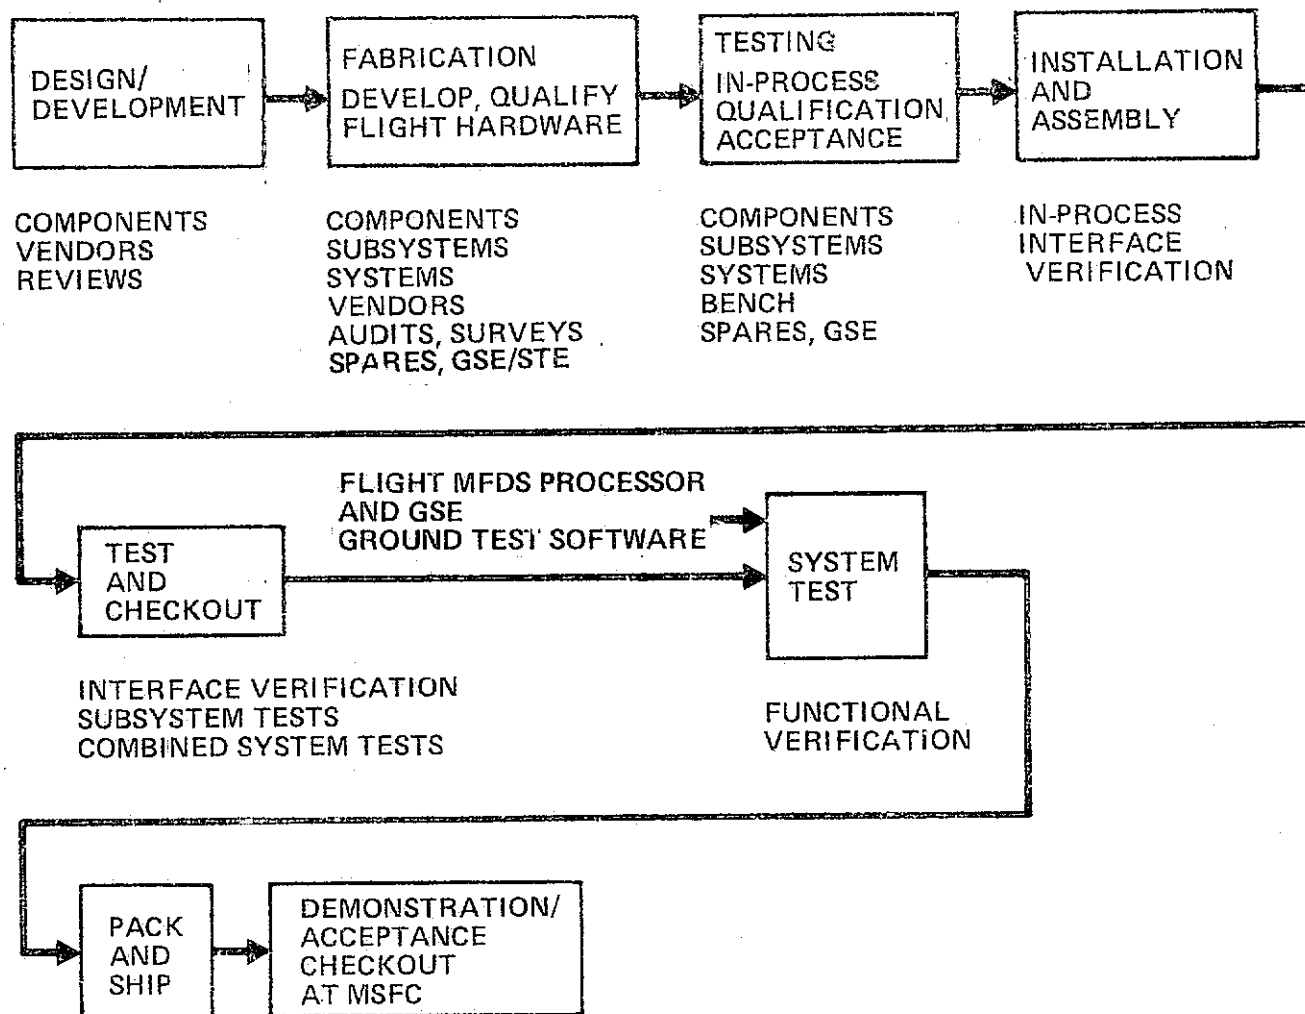 DESIGN/
DEVELOPMENT
FABRICATION
DEVELOP, QUALIFY
FLIGHT HARDWARE
TESTING
IN-PROCESS
QUALIFICATION,
ACCEPTANCE
INSTALLATION
AND
ASSEMBLY
COMPONENTS
VENDORS
REVIEWS
COMPONENTS
SUBSYSTEMS
SYSTEMS
VENDORS
AUDITS, SURVEYS
SPARES, GSE/STE
COMPONENTS
SUBSYSTEMS
SYSTEMS
BENCH
SPARES, GSE
IN-PROCESS
INTERFACE
VERIFICATION
TEST
AND
CHECKOUT
FLIGHT MFDS PROCESSOR
AND GSE
GROUND TEST SOFTWARE
SYSTEM
TEST
INTERFACE VERIFICATION
SUBSYSTEM TESTS
COMBINED SYSTEM TESTS
FUNCTIONAL
VERIFICATION
PACK
AND
SHIP
DEMONSTRATION/
ACCEPTANCE
CHECKOUT
AT MSFC